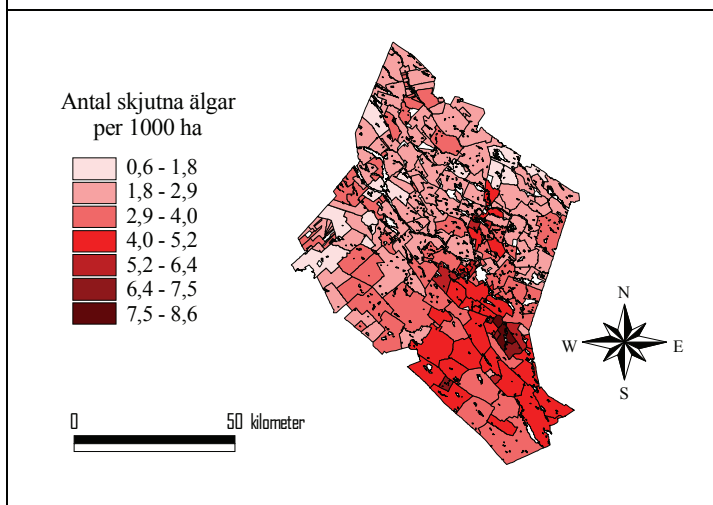 Antal skjutna älgar
per 1000 ha
0,6 - 1,8
1,8 - 2,9
2,9 - 4,0
4,0 - 5,2
5,2 - 6,4
6,4 - 7,5
7,5 - 8,6
N
W E
S
0 50 kilometer